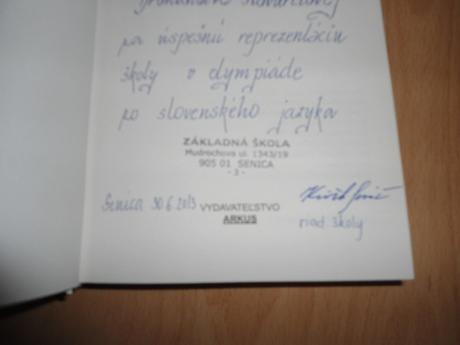 za úspešnú reprezentáciu
školy v olympiáde
zo slovenského jazyka
ZÁKLADNÁ ŠKOLA
Mudrochova ul. 1343/19
905 01 SENICA
- 3 -
Senica 30.6.2013
VYDAVATEĽSTVO
ARKUS
riad. školy